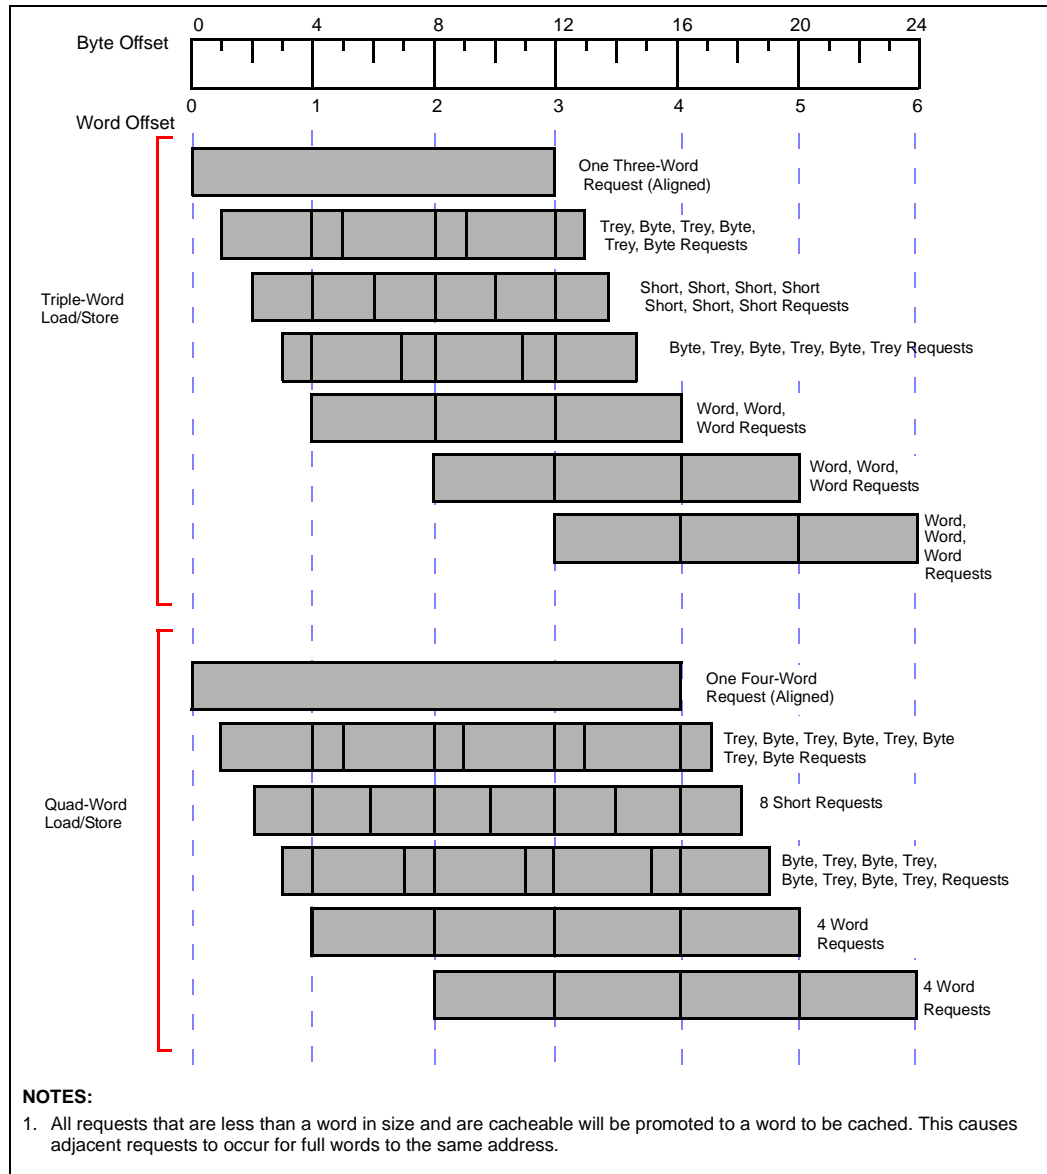 0 4 8 12 16 20 24
Byte Offset
0 1 2 3 4 5 6
Word Offset
One Three-Word
Request (Aligned)
Trey, Byte, Trey, Byte,
Trey, Byte Requests
Short, Short, Short, Short
Short, Short, Short Requests
Triple-Word
Load/Store
Byte, Trey, Byte, Trey, Byte, Trey Requests
Word, Word,
Word Requests
Word, Word,
Word Requests
Word,
Word,
Word
Requests
One Four-Word
Request (Aligned)
Trey, Byte, Trey, Byte, Trey, Byte
Trey, Byte Requests
8 Short Requests
Quad-Word
Load/Store
Byte, Trey, Byte, Trey,
Byte, Trey, Byte, Trey, Requests
4 Word
Requests
4 Word
Requests
NOTES:
1. All requests that are less than a word in size and are cacheable will be promoted to a word to be cached. This causes
adjacent requests to occur for full words to the same address.